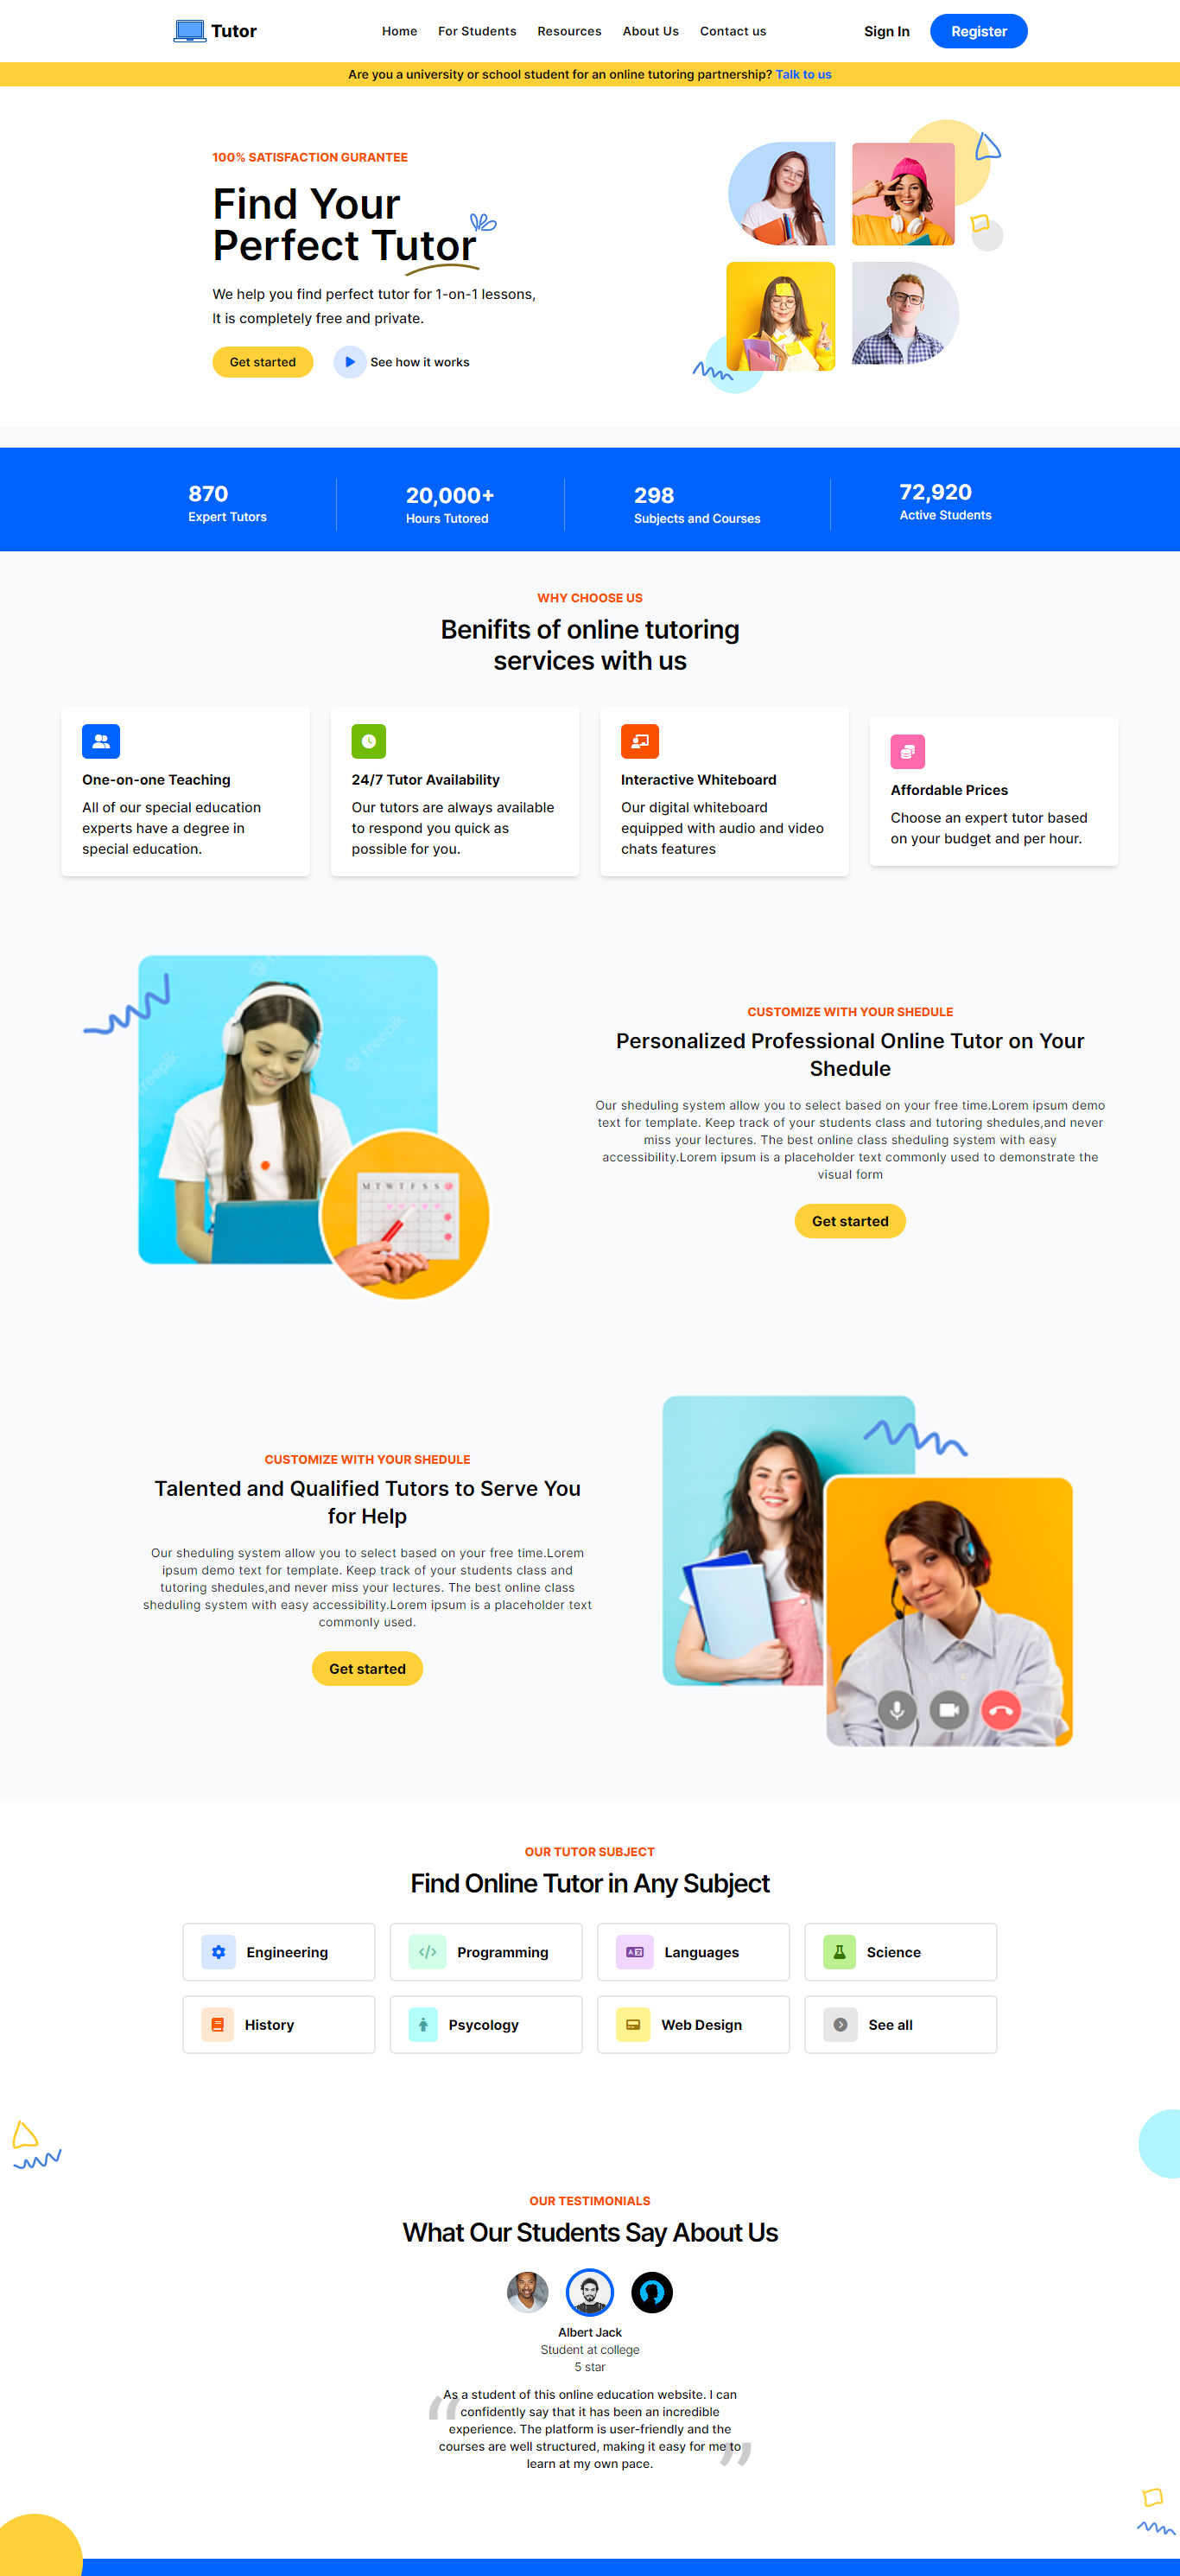 Tutor
Home For Students Resources About Us Contact us
Sign In Register
Are you a university or school student for an online tutoring partnership? Talk to us
100% SATISFACTION GURANTEE
Find Your
Perfect Tutor
We help you find perfect tutor for 1-on-1 lessons,
It is completely free and private.
Get started
See how it works
870
Expert Tutors
20,000+
Hours Tutored
298
Subjects and Courses
72,920
Active Students
WHY CHOOSE US
Benifits of online tutoring
services with us
One-on-one Teaching
All of our special education
experts have a degree in
special education.
24/7 Tutor Availability
Our tutors are always available
to respond you quick as
possible for you.
Interactive Whiteboard
Our digital whiteboard
equipped with audio and video
chats features
Affordable Prices
Choose an expert tutor based
on your budget and per hour.
freepik
freepik
M T W T F S S
CUSTOMIZE WITH YOUR SHEDULE
Personalized Professional Online Tutor on Your
Shedule
Our sheduling system allow you to select based on your free time.Lorem ipsum demo
text for template. Keep track of your students class and tutoring shedules,and never
miss your lectures. The best online class sheduling system with easy
accessibility.Lorem ipsum is a placeholder text commonly used to demonstrate the
visual form
Get started
CUSTOMIZE WITH YOUR SHEDULE
Talented and Qualified Tutors to Serve You
for Help
Our sheduling system allow you to select based on your free time.Lorem
ipsum demo text for template. Keep track of your students class and
tutoring shedules,and never miss your lectures. The best online class
sheduling system with easy accessibility.Lorem ipsum is a placeholder text
commonly used.
Get started
OUR TUTOR SUBJECT
Find Online Tutor in Any Subject
Engineering
Programming
Languages
Science
History
Psycology
Web Design
See all
OUR TESTIMONIALS
What Our Students Say About Us
Albert Jack
Student at college
5 star
“
As a student of this online education website. I can
confidently say that it has been an incredible
experience. The platform is user-friendly and the
courses are well structured, making it easy for me to
learn at my own pace.
”